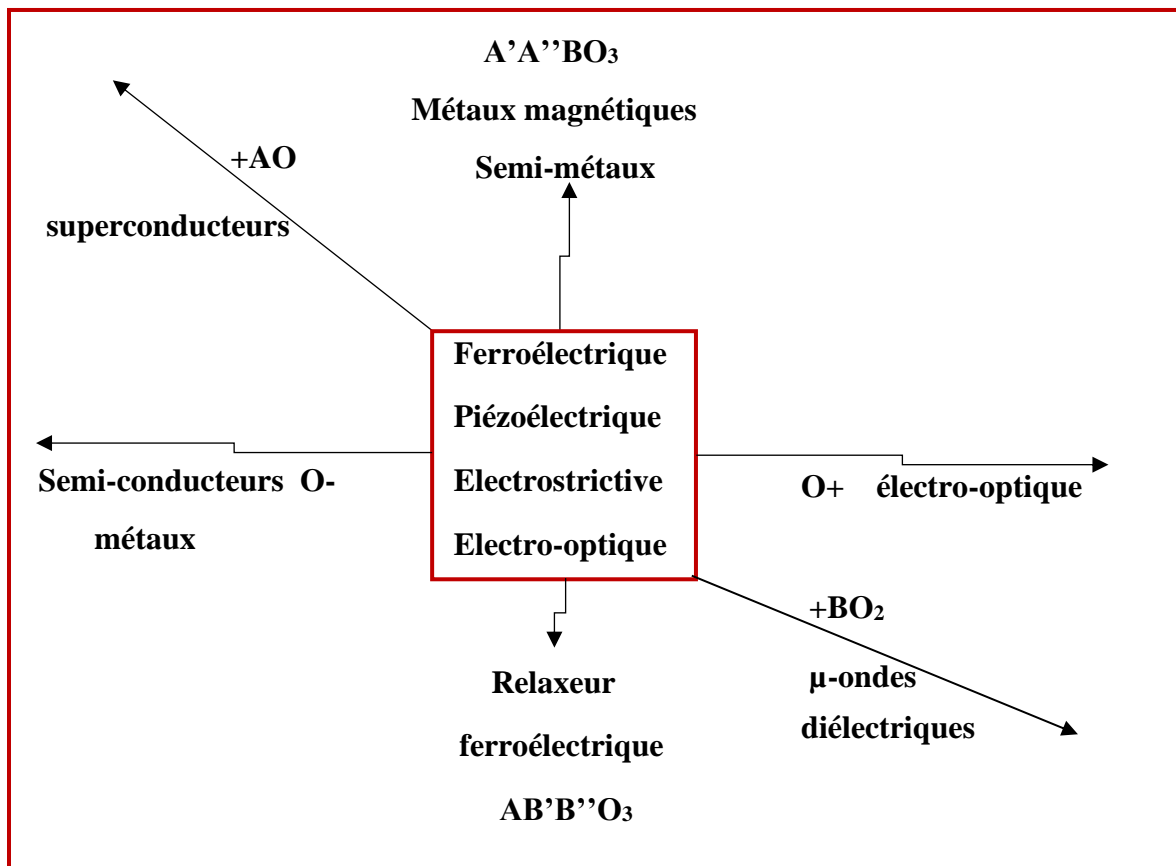 A’A’’BO₃
Métaux magnétiques
Semi-métaux
+AO
superconducteurs
Ferroélectrique
Piézoélectrique
Electrostrictive
Electro-optique
Semi-conducteurs O-
métaux
O+ électro-optique
+BO₂
µ-ondes
diélectriques
Relaxeur
ferroélectrique
AB’B’’O₃